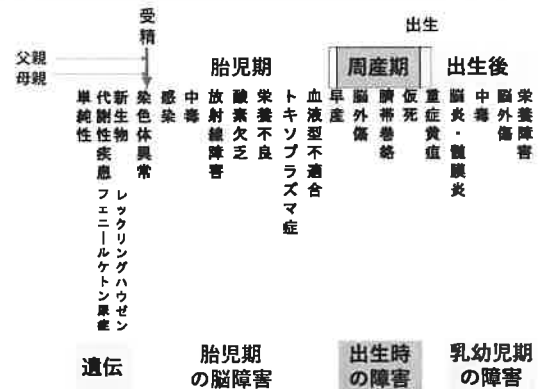 受精
出生
父親
母親
胎児期
周産期
出生後
単純性
代謝性疾患
フェニールケトン尿症
新生物
レックリングハウゼン
染色体異常
感染
中毒
放射線障害
酸素欠乏
栄養不良
トキソプラズマ症
血液型不適合
早産
脳外傷
臍帯巻絡
仮死
重症黄疸
脳炎・髄膜炎
中毒
脳外傷
栄養障害
遺伝
胎児期
の脳障害
出生時
の障害
乳幼児期
の障害